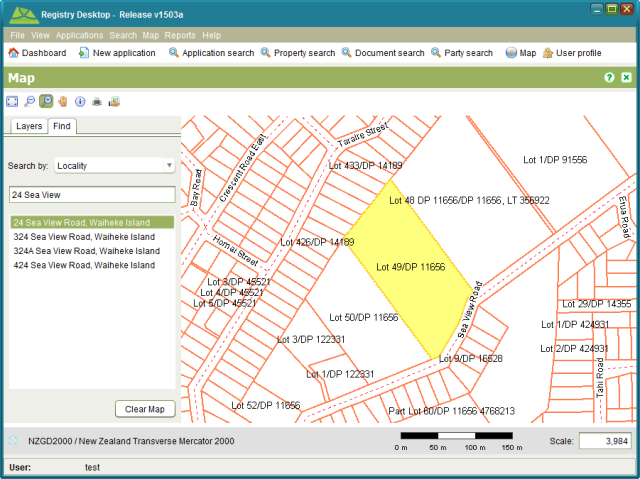 Registry Desktop - Release v1503a
File View Applications Search Map Reports Help
Dashboard New application Application search Property search Document search Party search Map User profile
Map
Layers Find
Search by: Locality
24 Sea View
24 Sea View Road, Waiheke Island
324 Sea View Road, Waiheke Island
324A Sea View Road, Waiheke Island
424 Sea View Road, Waiheke Island
Clear Map
Taraire Street
Crescent Road East
Bay Road
Homai Street
Lot 433/DP 14189
Lot 1/DP 91556
Lot 48 DP 11656/DP 11656, LT 356922
Erua Road
Lot 426/DP 14189
Lot 49/DP 11656
Lot 3/DP 45521
Lot 4/DP 45521
Lot 5/DP 45521
Sea View Road
Lot 29/DP 14355
Lot 50/DP 11656
Lot 1/DP 424931
Lot 3/DP 122331
Lot 2/DP 424931
Lot 9/DP 16528
Lot 1/DP 122331
Tahi Road
Lot 52/DP 11656
Part Lot 60/DP 11656 4768213
NZGD2000 / New Zealand Transverse Mercator 2000
0 m 50 m 100 m 150 m
Scale: 3,984
User: test